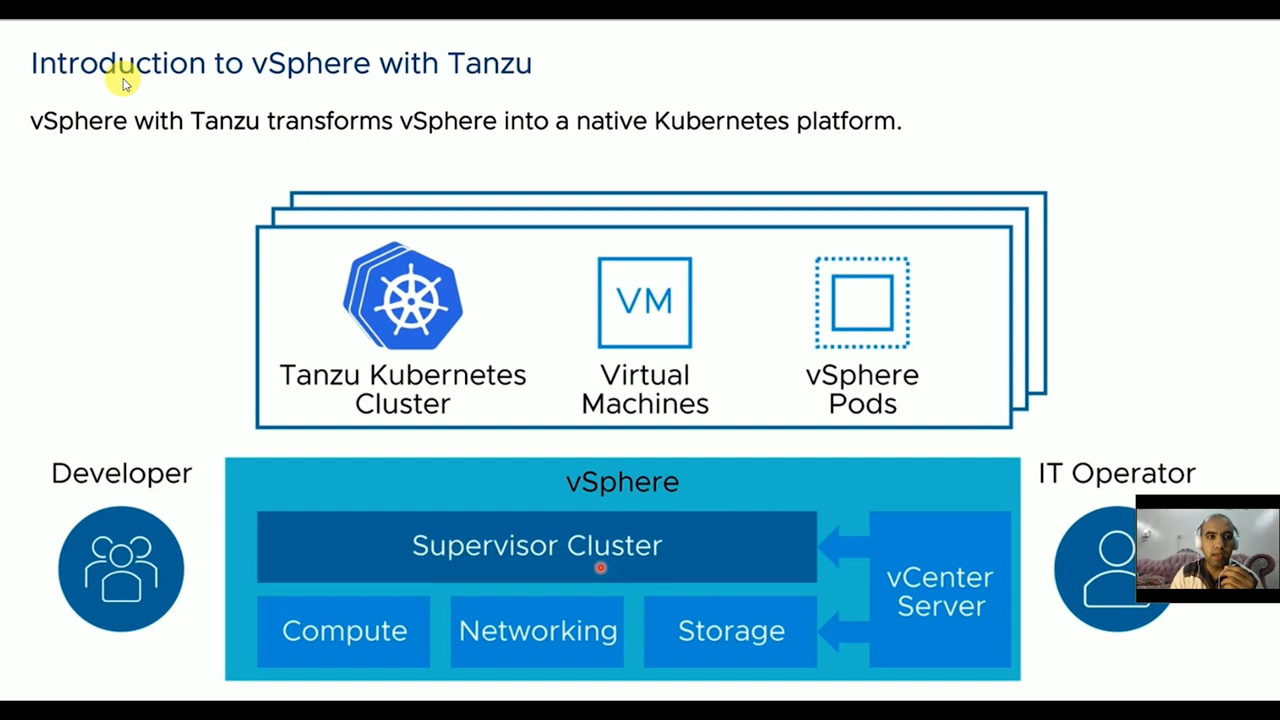 Introduction to vSphere with Tanzu
vSphere with Tanzu transforms vSphere into a native Kubernetes platform.
VM
Tanzu Kubernetes
Cluster
Virtual
Machines
vSphere
Pods
Developer
vSphere
IT Operator
Supervisor Cluster
vCenter
Server
Compute
Networking
Storage